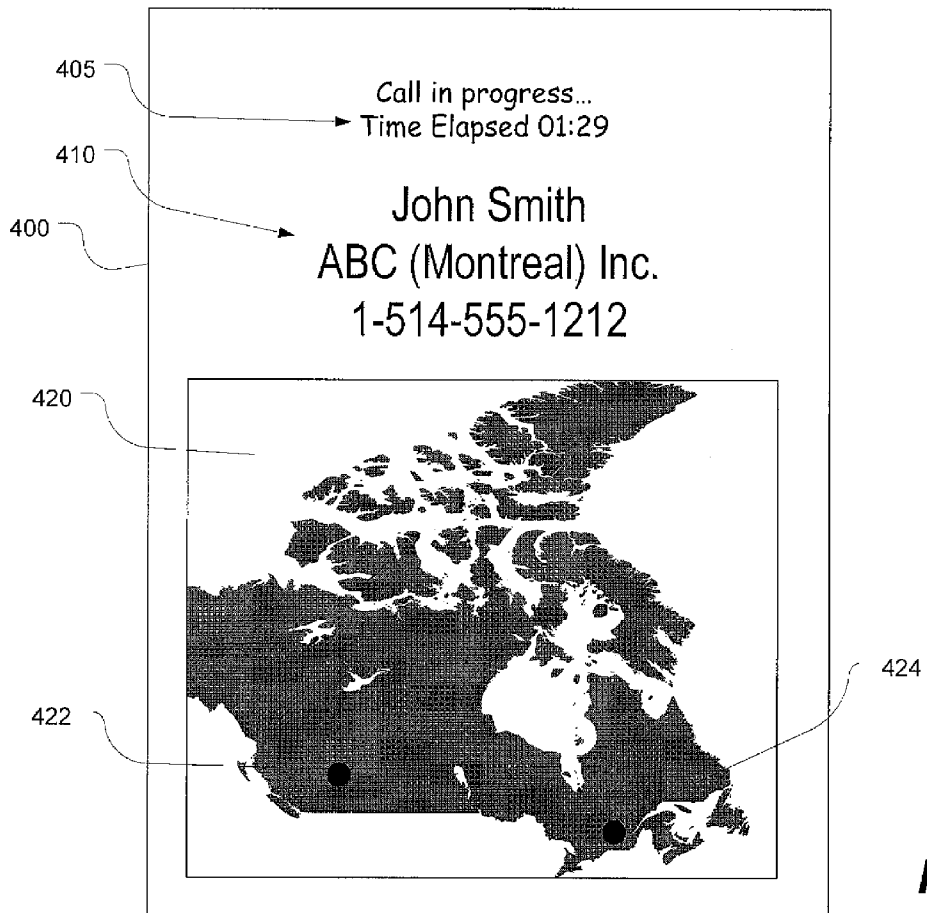 405
Call in progress...
Time Elapsed 01:29
410
John Smith
400
ABC (Montreal) Inc.
1-514-555-1212
420
424
422